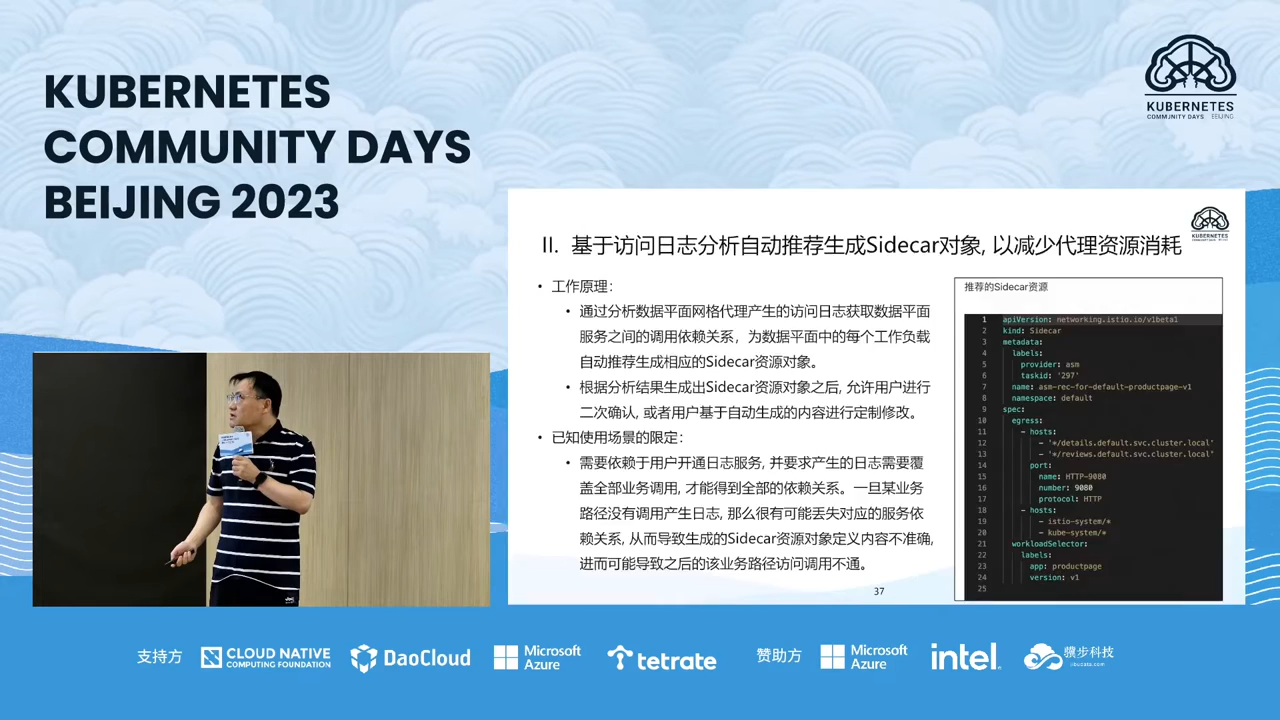 KUBERNETES
COMMUNITY DAYS
BEIJING 2023
KUBERNETES
COMMUNITY DAYS BEIJING
KUBERNETES
II. 基于访问日志分析自动推荐生成Sidecar对象, 以减少代理资源消耗
• 工作原理：
• 通过分析数据平面网格代理产生的访问日志获取数据平面
服务之间的调用依赖关系，为数据平面中的每个工作负载
自动推荐生成相应的Sidecar资源对象。
• 根据分析结果生成出Sidecar资源对象之后, 允许用户进行
二次确认, 或者用户基于自动生成的内容进行定制修改。
• 已知使用场景的限定：
• 需要依赖于用户开通日志服务, 并要求产生的日志需要覆
盖全部业务调用, 才能得到全部的依赖关系。一旦某业务
路径没有调用产生日志, 那么很有可能丢失对应的服务依
赖关系, 从而导致生成的Sidecar资源对象定义内容不准确,
进而可能导致之后的该业务路径访问调用不通。
37
推荐的Sidecar资源
1 apiVersion: networking.istio.io/v1beta1
2 kind: Sidecar
3 metadata:
4 labels:
5 provider: asm
6 taskid: '297'
7 name: asm-rec-for-default-productpage-v1
8 namespace: default
9 spec:
10 egress:
11 - hosts:
12 - '*/details.default.svc.cluster.local'
13 - '*/reviews.default.svc.cluster.local'
14 port:
15 name: HTTP-9080
16 number: 9080
17 protocol: HTTP
18 - hosts:
19 - istio-system/*
20 - kube-system/*
21 workloadSelector:
22 labels:
23 app: productpage
24 version: v1
25
支持方 CLOUD NATIVE COMPUTING FOUNDATION DaoCloud Microsoft Azure tetrate 赞助方 Microsoft Azure intel. 骥步科技